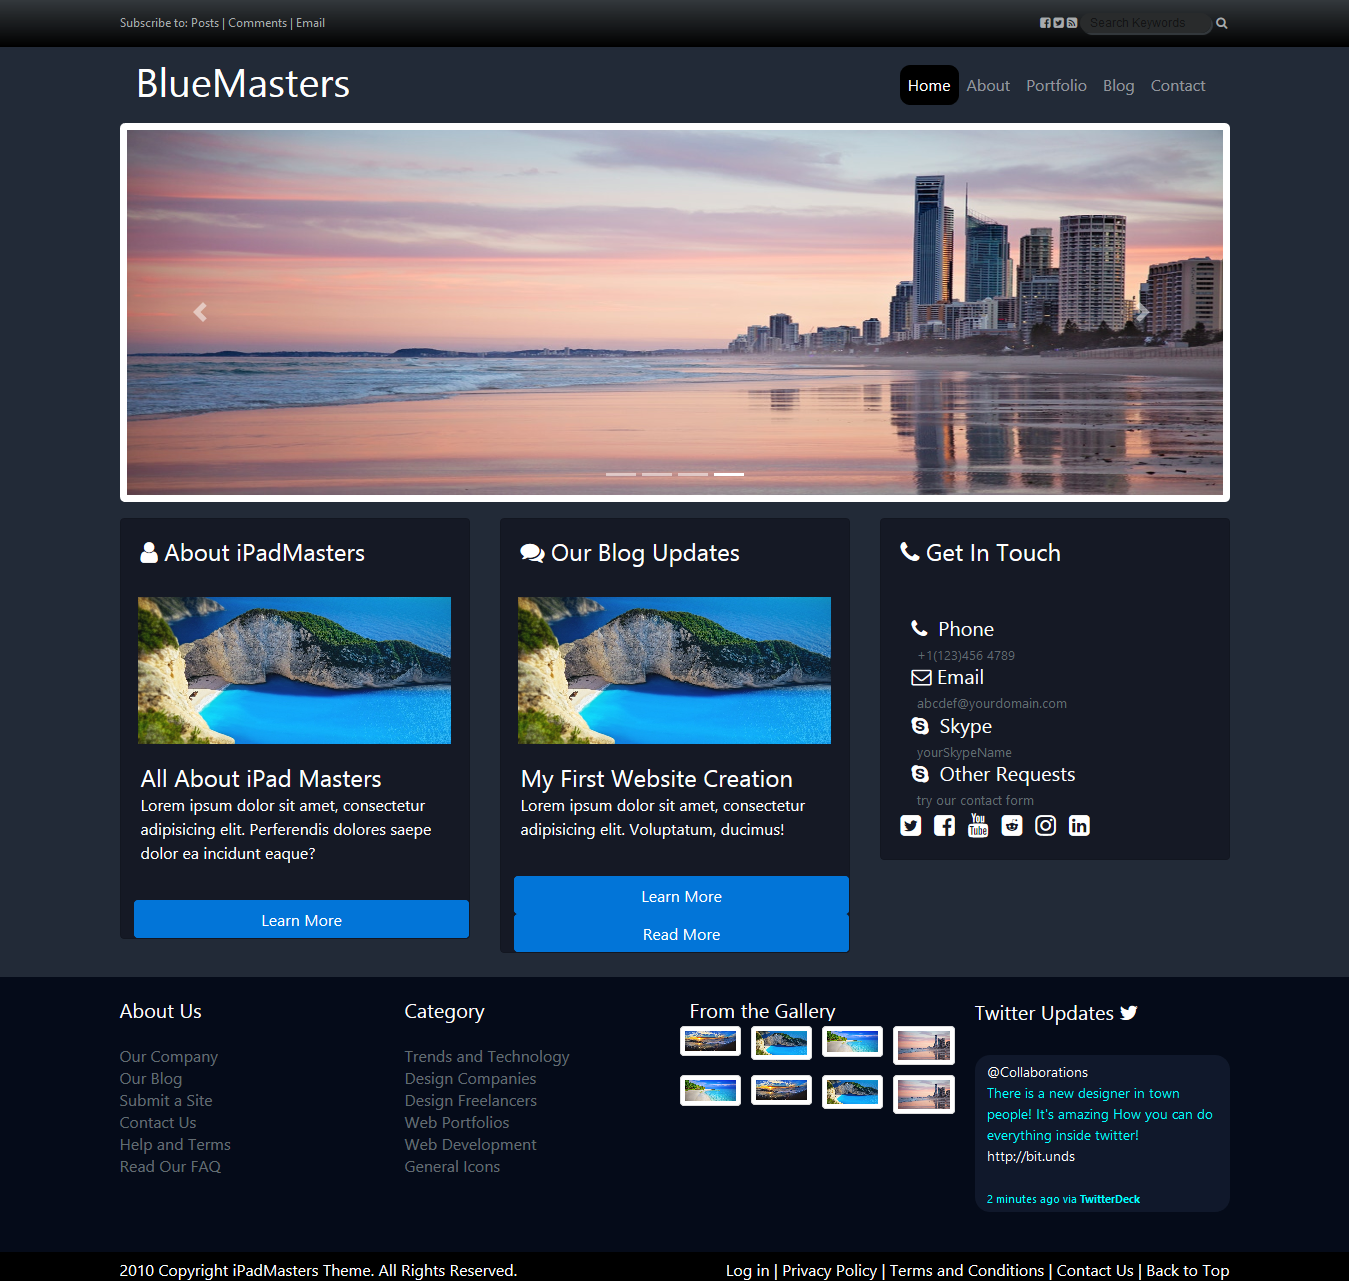 Subscribe to: Posts | Comments | Email
Search Keywords
BlueMasters
Home About Portfolio Blog Contact
About iPadMasters
All About iPad Masters
Lorem ipsum dolor sit amet, consectetur
adipisicing elit. Perferendis dolores saepe
dolor ea incidunt eaque?
Learn More
Our Blog Updates
My First Website Creation
Lorem ipsum dolor sit amet, consectetur
adipisicing elit. Voluptatum, ducimus!
Learn More
Read More
Get In Touch
Phone
+1(123)456 4789
Email
abcdef@yourdomain.com
Skype
yourSkypeName
Other Requests
try our contact form
You
Tube
About Us
Our Company
Our Blog
Submit a Site
Contact Us
Help and Terms
Read Our FAQ
Category
Trends and Technology
Design Companies
Design Freelancers
Web Portfolios
Web Development
General Icons
From the Gallery
Twitter Updates
@Collaborations
There is a new designer in town
people! It's amazing How you can do
everything inside twitter!
http://bit.unds
2 minutes ago via TwitterDeck
2010 Copyright iPadMasters Theme. All Rights Reserved.
Log in | Privacy Policy | Terms and Conditions | Contact Us | Back to Top